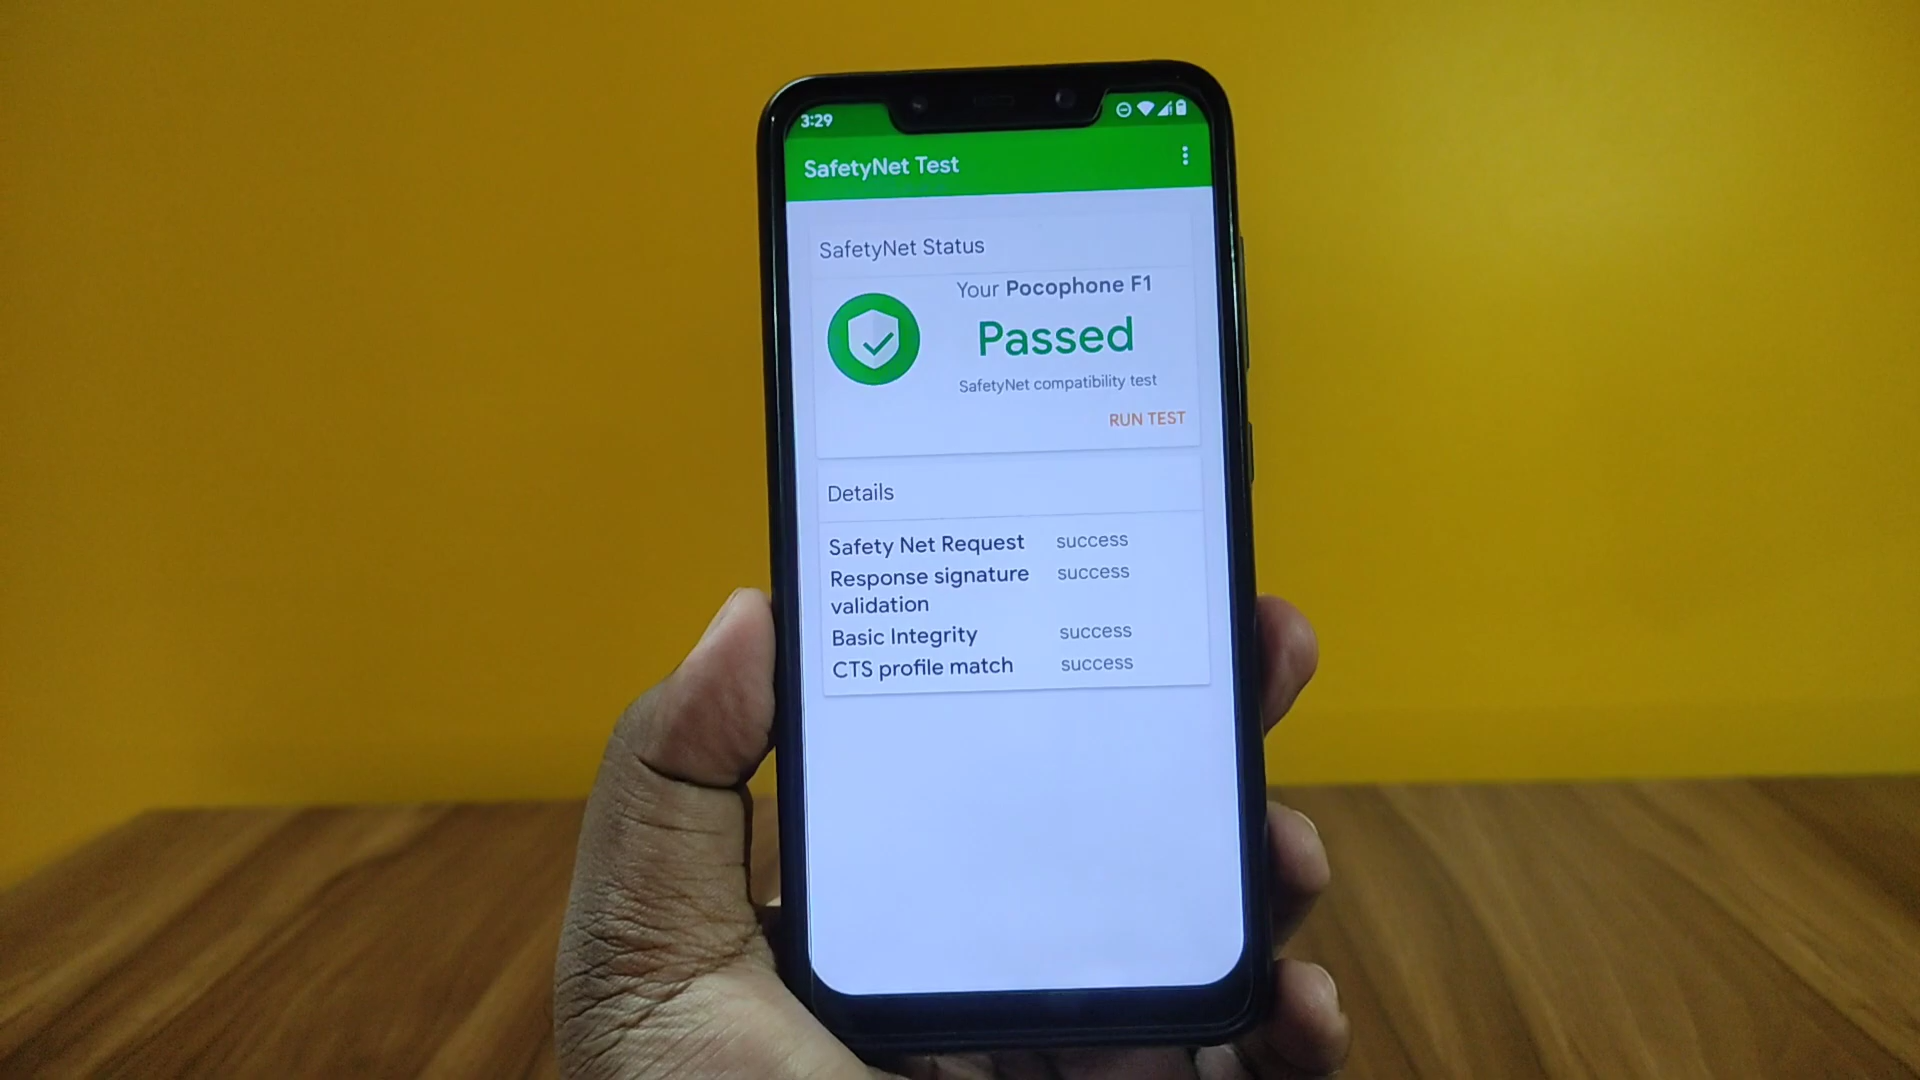 3:29
SafetyNet Test
SafetyNet Status
Your Pocophone F1
Passed
SafetyNet compatibility test
RUN TEST
Details
Safety Net Request success
Response signature success
validation
Basic Integrity success
CTS profile match success